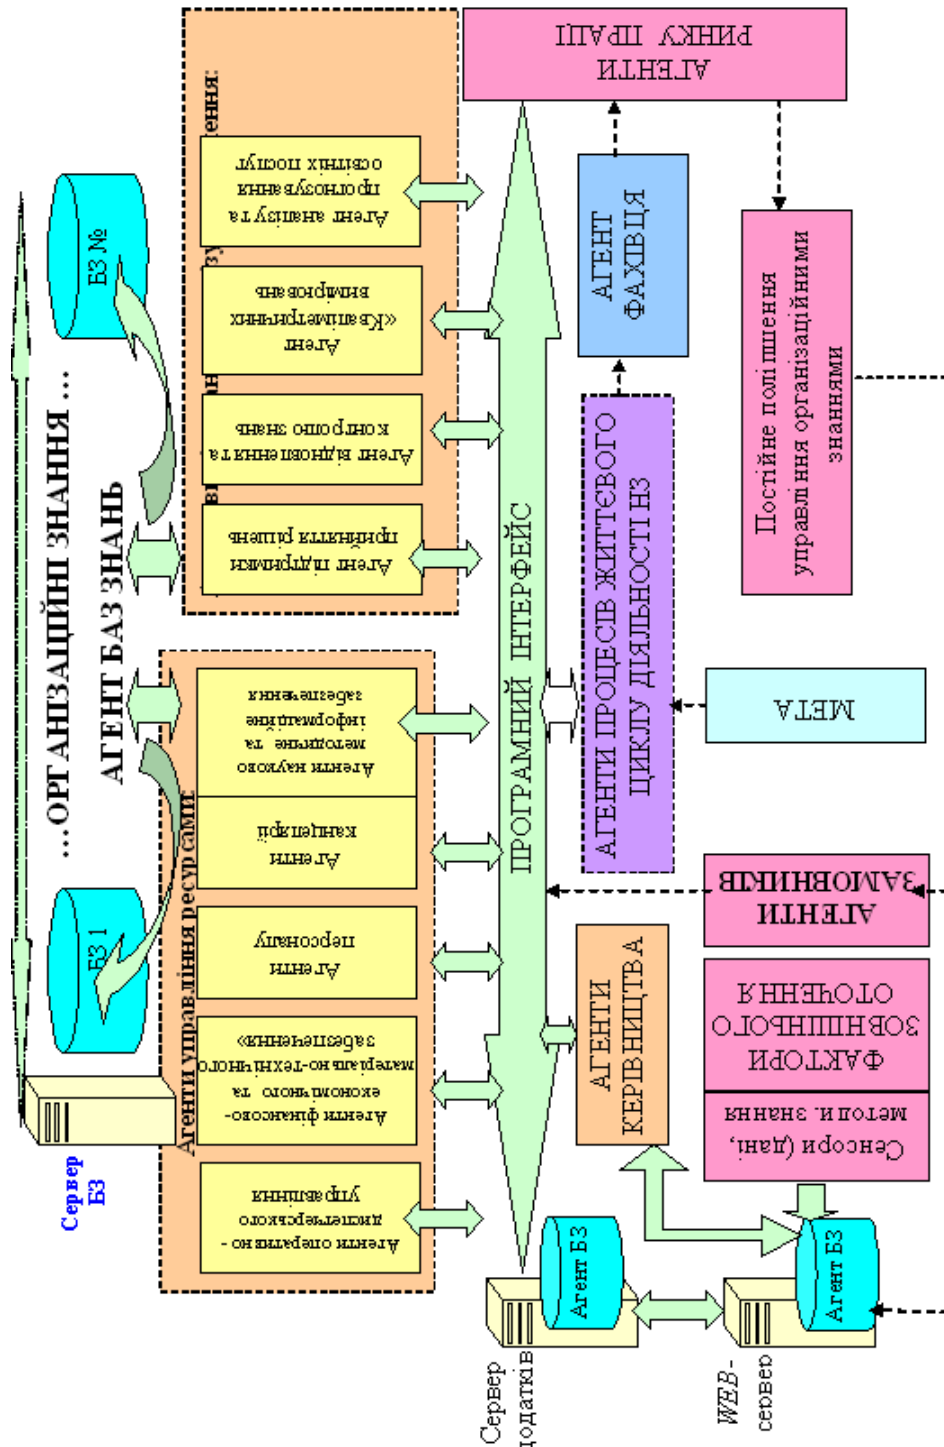 …ОРГАНІЗАЦІЙНІ ЗНАННЯ …
АГЕНТ БАЗ ЗНАНЬ
Сервер
БЗ
БЗ 1
БЗ №
Агенти управління ресурсами:
Агенти оперативно-
диспетчерського
управління
Агенти фінансово-
економічного та
матеріально-технічного
забезпечення»
Агенти
персоналу
Агенти
канцелярії
Агенти науково
методичне та
інформаційне
забезпечення
Агент підтримки
прийняття рішень
Агент відновлення та
контролю знань
Агент
«Кваліметричних
вимірювань
Агент аналізу та
прогнозування
освітніх послуг
ПРОГРАМНИЙ ІНТЕРФЕЙС
Сервер
додатків
Агент БЗ
WEB-
сервер
Агент БЗ
АГЕНТИ
КЕРІВНИЦТВА
АГЕНТИ ПРОЦЕСІВ ЖИТТЄВОГО
ЦИКЛУ ДІЯЛЬНОСТІ НЗ
АГЕНТ
ФАХІВЦЯ
АГЕНТИ
РИНКУ ПРАЦІ
Сенсори (дані,
методи. знання
ФАКТОРИ
ЗОВНІШНЬОГО
ОТОЧЕННЯ
АГЕНТИ
ЗАМОВНИКІВ
МЕТА
Постійне поліпшення
управління організаційними
знаннями